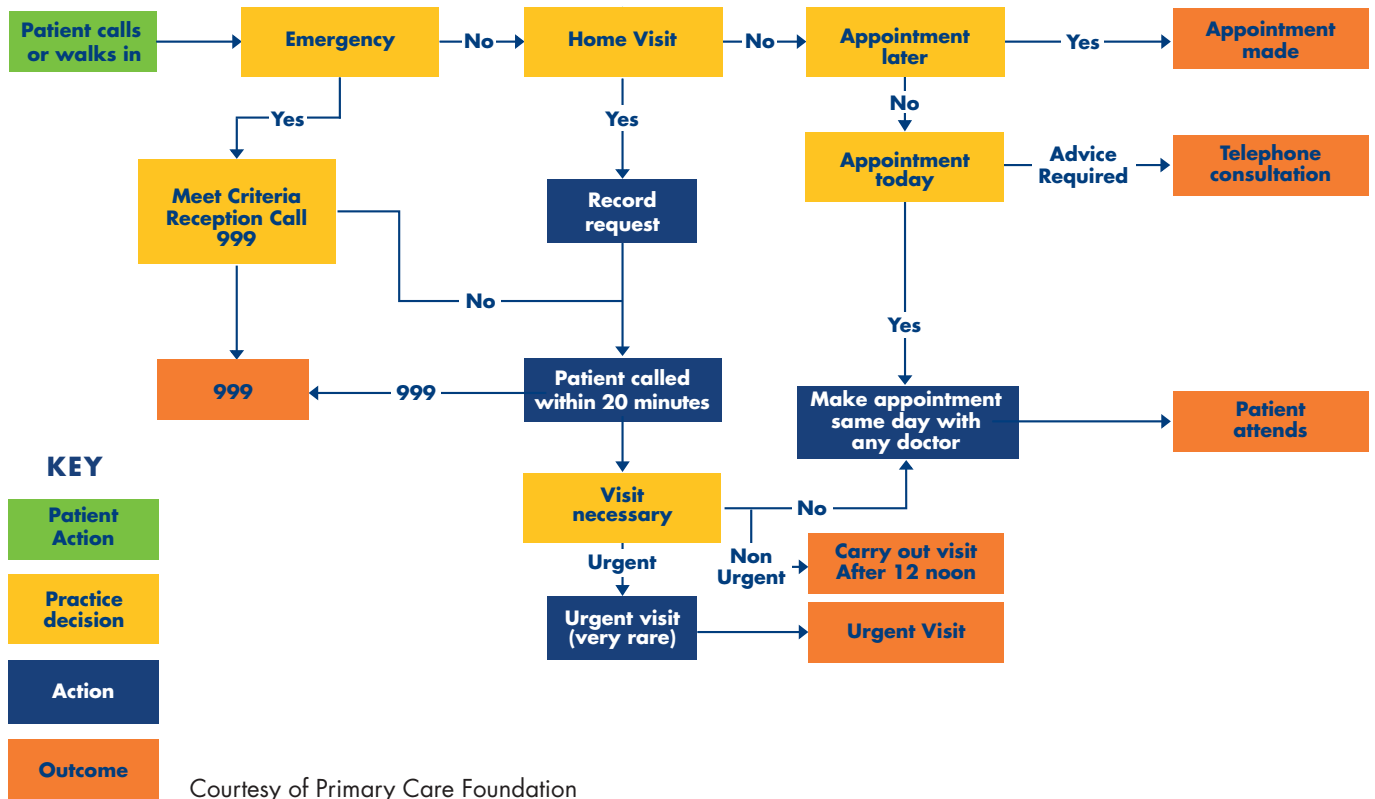 Patient calls
or walks in
Emergency
No
Home Visit
No
Appointment
later
Yes
Appointment
made
Yes
Yes
No
Meet Criteria
Reception Call
999
Record
request
Appointment
today
Advice
Required
Telephone
consultation
No
Yes
999
999
Patient called
within 20 minutes
Make appointment
same day with
any doctor
Patient
attends
Visit
necessary
No
Urgent
Non
Urgent
Carry out visit
After 12 noon
Urgent visit
(very rare)
Urgent Visit
KEY
Patient
Action
Practice
decision
Action
Outcome
Courtesy of Primary Care Foundation